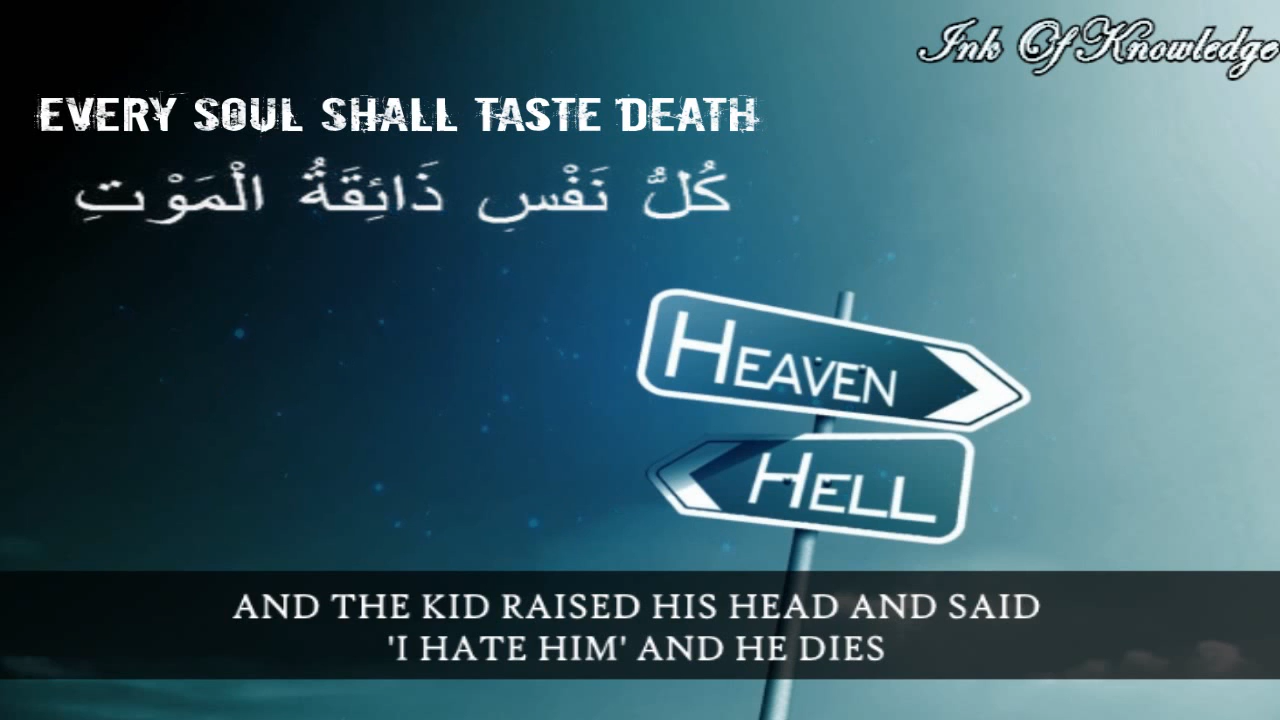 Ink Of Knowledge
EVERY SOUL SHALL TASTE DEATH
كُلُّ نَفْسِ ذَائِقَةُ الْمَوْتِ
HEAVEN
HELL
AND THE KID RAISED HIS HEAD AND SAID
'I HATE HIM' AND HE DIES